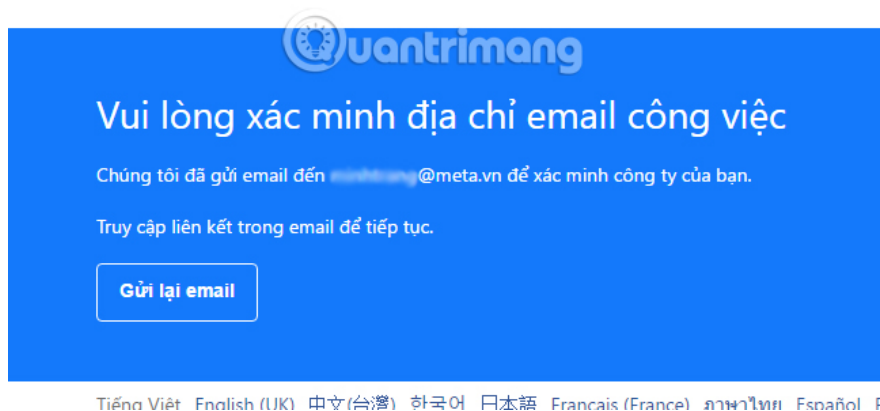 Quantrimang
Vui lòng xác minh địa chỉ email công việc
Chúng tôi đã gửi email đến @meta.vn để xác minh công ty của bạn.
Truy cập liên kết trong email để tiếp tục.
Gửi lại email
Tiếng Việt English (UK) 中文(台灣) 한국어 日本語 Français (France) ภาษาไทย Español